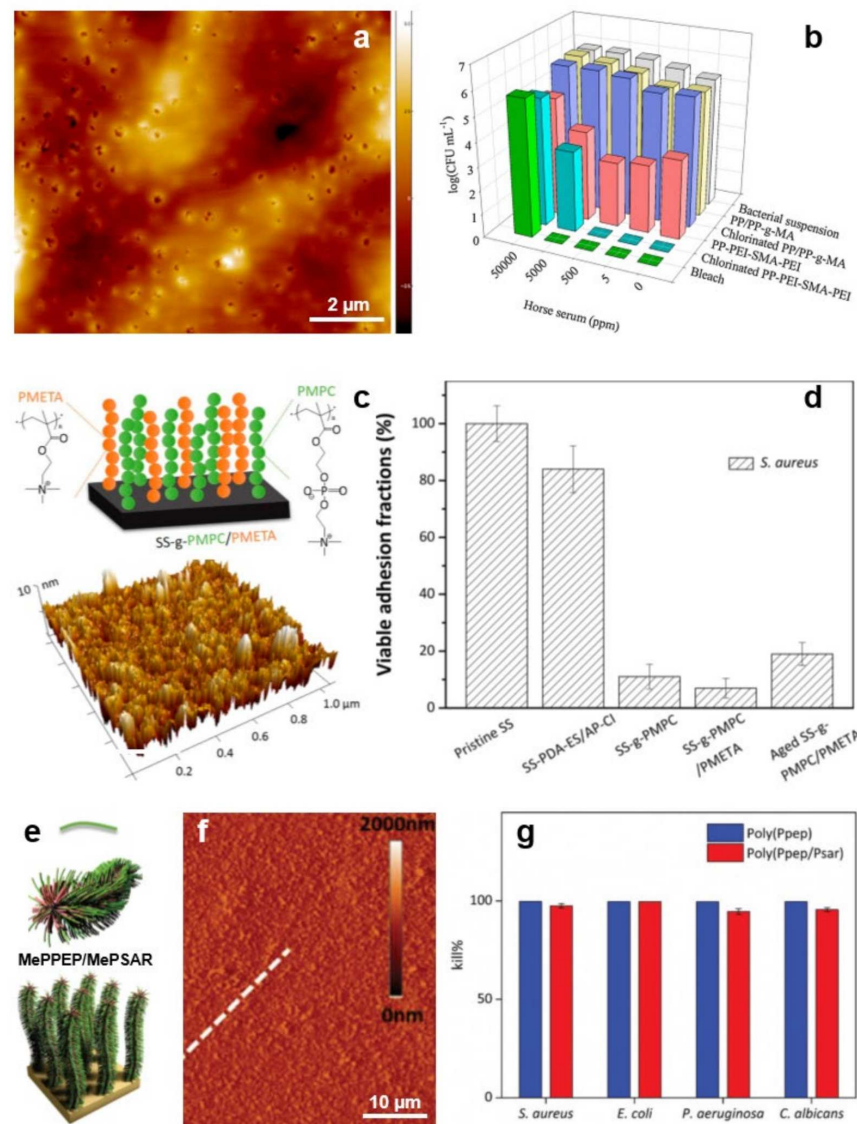 a
2 µm
b
log(CFU mL⁻¹)
7
6
5
4
3
2
1
0
50000
5000
500
5
0
Horse serum (ppm)
Bacterial suspension
PP/PP-g-MA
Chlorinated PP/PP-g-MA
PP-PEI-SMA-PEI
Chlorinated PP-PEI-SMA-PEI
Bleach
PMETA
PMPC
c
SS-g-PMPC/PMETA
10
nm
0.2
0.4
0.6
0.8
1.0 µm
d
Viable adhesion fractions (%)
100
80
60
40
20
0
S. aureus
Pristine SS
SS-PDA-ES/AP-Cl
SS-g-PMPC
SS-g-PMPC
/PMETA
Aged SS-g-
PMPC/PMETA
e
MePPEP/MePSAR
f
2000nm
0nm
10 µm
g
Poly(Ppep)
Poly(Ppep/Psar)
kill%
100
50
0
S. aureus
E. coli
P. aeruginosa
C. albicans